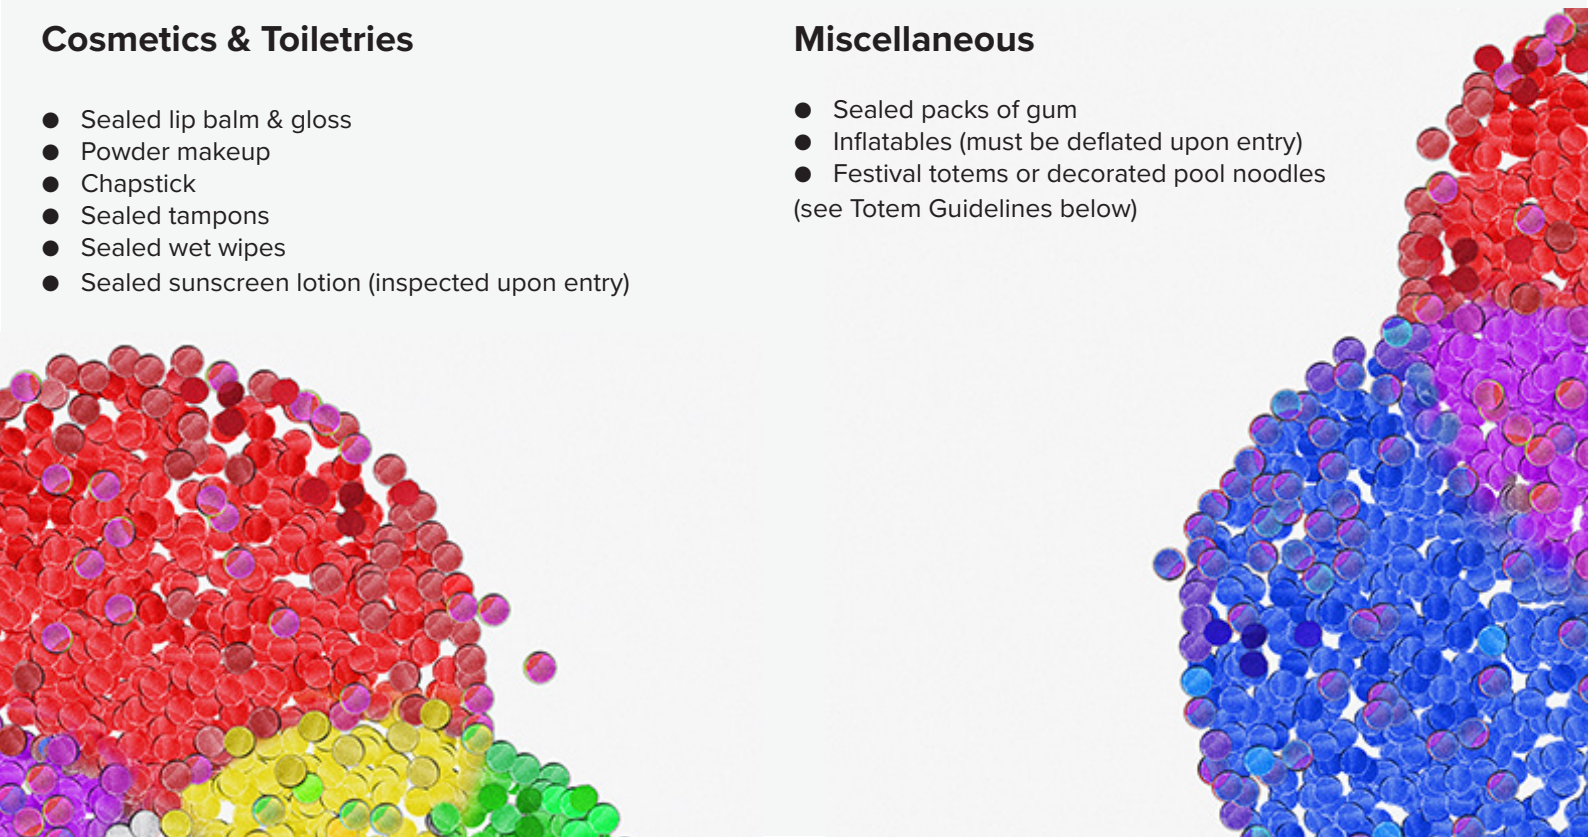 Cosmetics & Toiletries
● Sealed lip balm & gloss
● Powder makeup
● Chapstick
● Sealed tampons
● Sealed wet wipes
● Sealed sunscreen lotion (inspected upon entry)
Miscellaneous
● Sealed packs of gum
● Inflatables (must be deflated upon entry)
● Festival totems or decorated pool noodles
(see Totem Guidelines below)